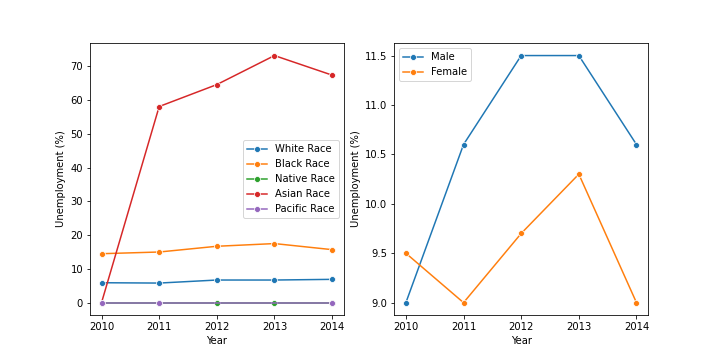 Unemployment (%)
70
60
50
40
30
20
10
0
White Race
Black Race
Native Race
Asian Race
Pacific Race
2010 2011 2012 2013 2014
Year
Unemployment (%)
11.5
11.0
10.5
10.0
9.5
9.0
Male
Female
2010 2011 2012 2013 2014
Year